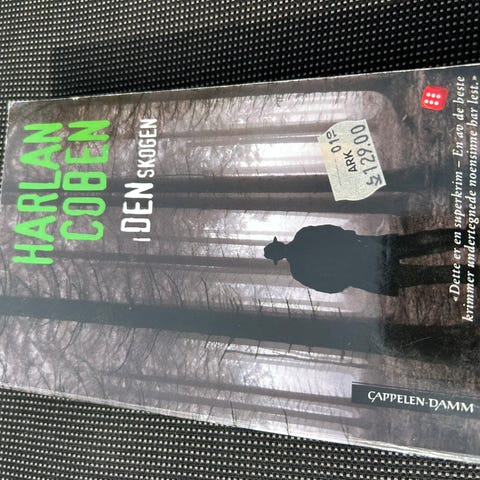 HARLAN
COBEN
I DEN SKOGEN
01
ARK
129.00
«Dette er en superkrim – En av de beste
krimmer undertegnede noensinne har lest.»
CAPPELEN DAMM